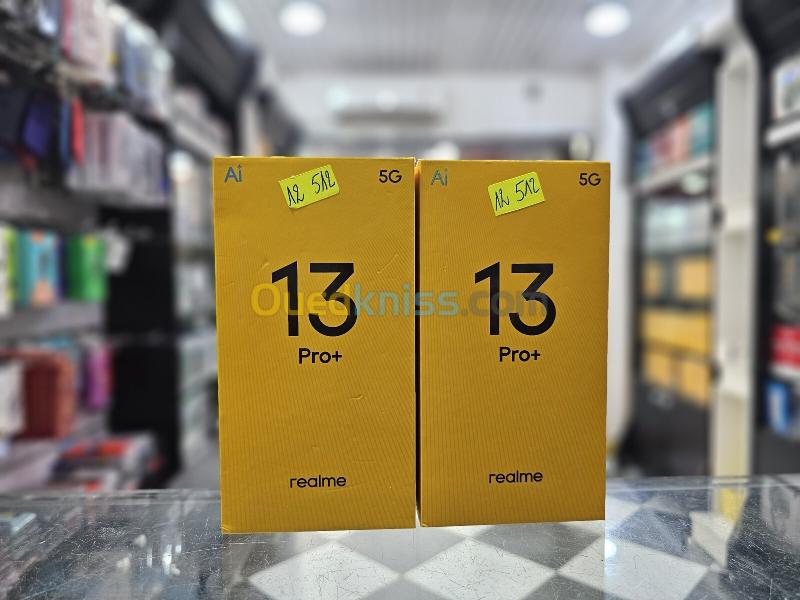 Ai
12 512
5G
13
Pro+
realme
Ai
12 512
5G
13
Pro+
realme
Ouedkniss.com